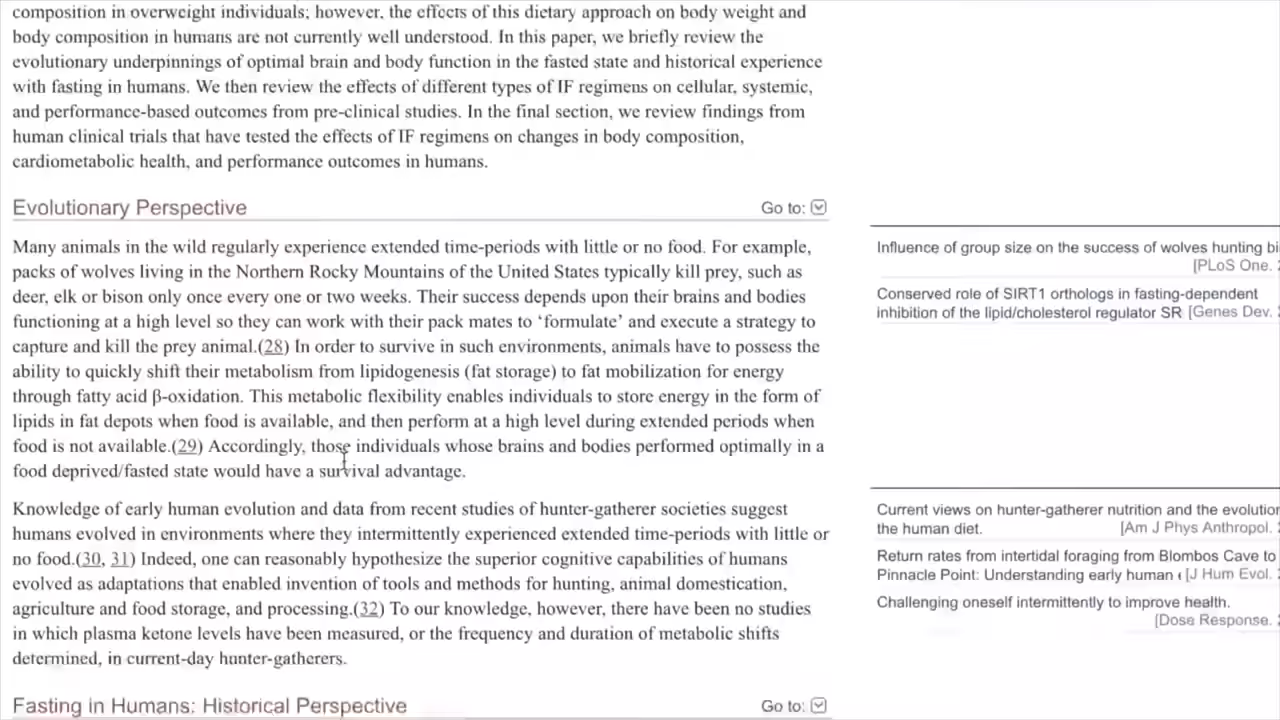 composition in overweight individuals; however, the effects of this dietary approach on body weight and
body composition in humans are not currently well understood. In this paper, we briefly review the
evolutionary underpinnings of optimal brain and body function in the fasted state and historical experience
with fasting in humans. We then review the effects of different types of IF regimens on cellular, systemic,
and performance-based outcomes from pre-clinical studies. In the final section, we review findings from
human clinical trials that have tested the effects of IF regimens on changes in body composition,
cardiometabolic health, and performance outcomes in humans.
Evolutionary Perspective
Go to:
Many animals in the wild regularly experience extended time-periods with little or no food. For example,
packs of wolves living in the Northern Rocky Mountains of the United States typically kill prey, such as
deer, elk or bison only once every one or two weeks. Their success depends upon their brains and bodies
functioning at a high level so they can work with their pack mates to ‘formulate’ and execute a strategy to
capture and kill the prey animal.(28) In order to survive in such environments, animals have to possess the
ability to quickly shift their metabolism from lipidogenesis (fat storage) to fat mobilization for energy
through fatty acid β-oxidation. This metabolic flexibility enables individuals to store energy in the form of
lipids in fat depots when food is available, and then perform at a high level during extended periods when
food is not available.(29) Accordingly, those individuals whose brains and bodies performed optimally in a
food deprived/fasted state would have a survival advantage.
Knowledge of early human evolution and data from recent studies of hunter-gatherer societies suggest
humans evolved in environments where they intermittently experienced extended time-periods with little or
no food.(30, 31) Indeed, one can reasonably hypothesize the superior cognitive capabilities of humans
evolved as adaptations that enabled invention of tools and methods for hunting, animal domestication,
agriculture and food storage, and processing.(32) To our knowledge, however, there have been no studies
in which plasma ketone levels have been measured, or the frequency and duration of metabolic shifts
determined, in current-day hunter-gatherers.
Fasting in Humans: Historical Perspective
Go to:
Influence of group size on the success of wolves hunting bi
[PLoS One. 2
Conserved role of SIRT1 orthologs in fasting-dependent
inhibition of the lipid/cholesterol regulator SR [Genes Dev. 2
Current views on hunter-gatherer nutrition and the evolution
the human diet. [Am J Phys Anthropol. 2
Return rates from intertidal foraging from Blombos Cave to
Pinnacle Point: Understanding early human [J Hum Evol. 2
Challenging oneself intermittently to improve health.
[Dose Response. 2